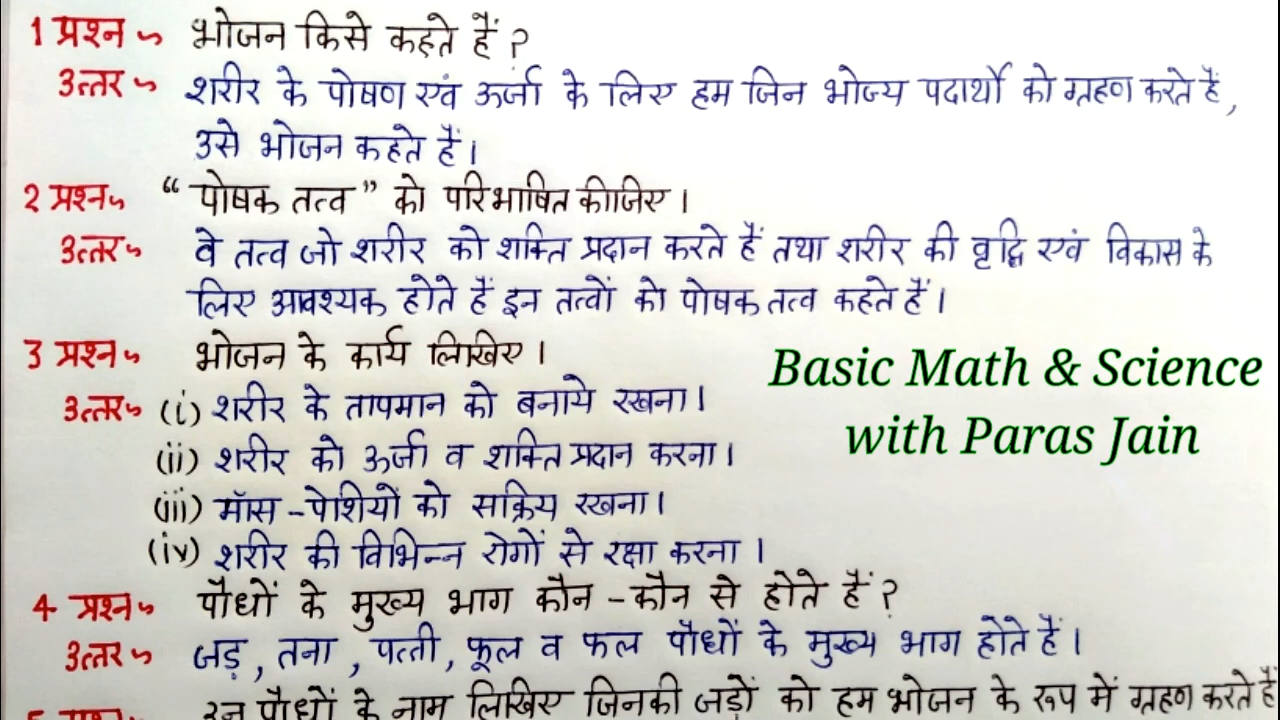 1 प्रश्न भोजन किसे कहते हैं ?
उत्तर शरीर के पोषण एवं ऊर्जा के लिए हम जिन भोज्य पदार्थों को ग्रहण करते हैं,
उसे भोजन कहते हैं।
2 प्रश्न “ पोषक तत्व ” को परिभाषित कीजिए ।
उत्तर वे तत्व जो शरीर को शक्ति प्रदान करते हैं तथा शरीर की वृद्धि एवं विकास के
लिए आवश्यक होते हैं इन तत्वों को पोषक तत्व कहते हैं।
3 प्रश्न भोजन के कार्य लिखिए ।
उत्तर (i) शरीर के तापमान को बनाये रखना।
(ii) शरीर को ऊर्जा व शक्ति प्रदान करना।
(iii) मॉंस -पेशियों को सक्रिय रखना।
(iv) शरीर की विभिन्न रोगों से रक्षा करना ।
Basic Math & Science
with Paras Jain
4 प्रश्न पौधों के मुख्य भाग कौन -कौन से होते हैं ?
उत्तर जड़, तना, पत्ती, फूल व फल पौधों के मुख्य भाग होते हैं।
5 प्रश्न उन पौधों के नाम लिखिए जिनकी जड़ों को हम भोजन के रूप में ग्रहण करते हैं